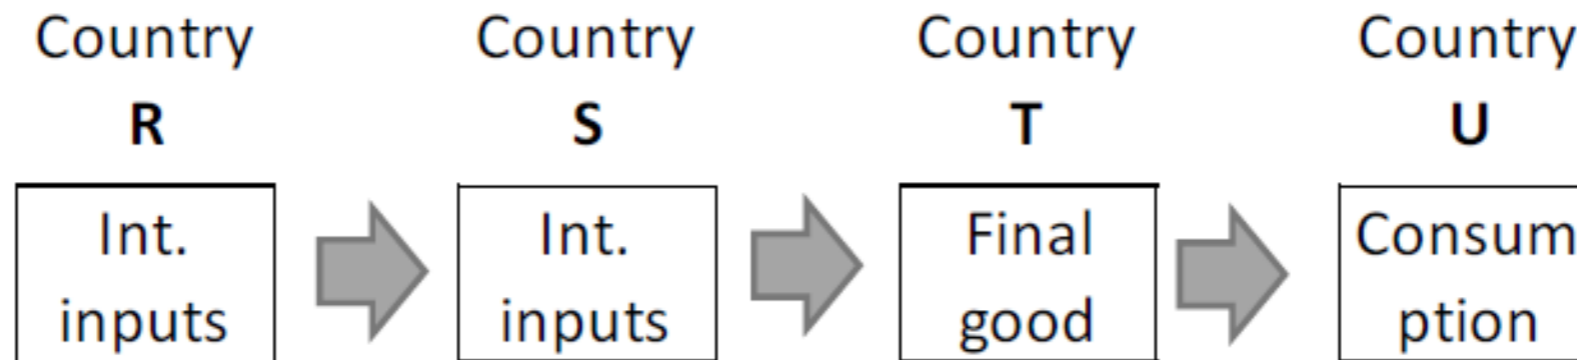 Country Country Country Country
R S T U
Int. Int. Final Consum
inputs inputs good ption